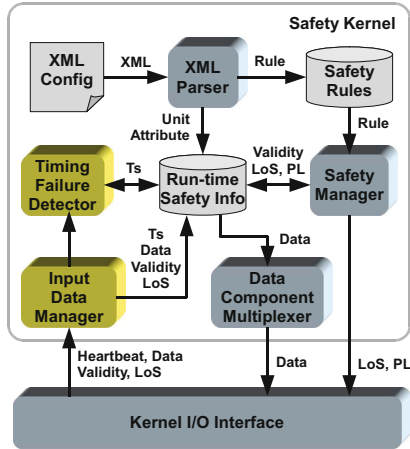 Safety Kernel
XML
Config
XML
XML
Parser
Rule
Safety
Rules
Unit
Attribute
Rule
Timing
Failure
Detector
Ts
Run-time
Safety Info
Validity
LoS, PL
Safety
Manager
Ts
Data
Validity
LoS
Data
Input
Data
Manager
Data
Component
Multiplexer
Heartbeat, Data
Validity, LoS
Data
LoS, PL
Kernel I/O Interface